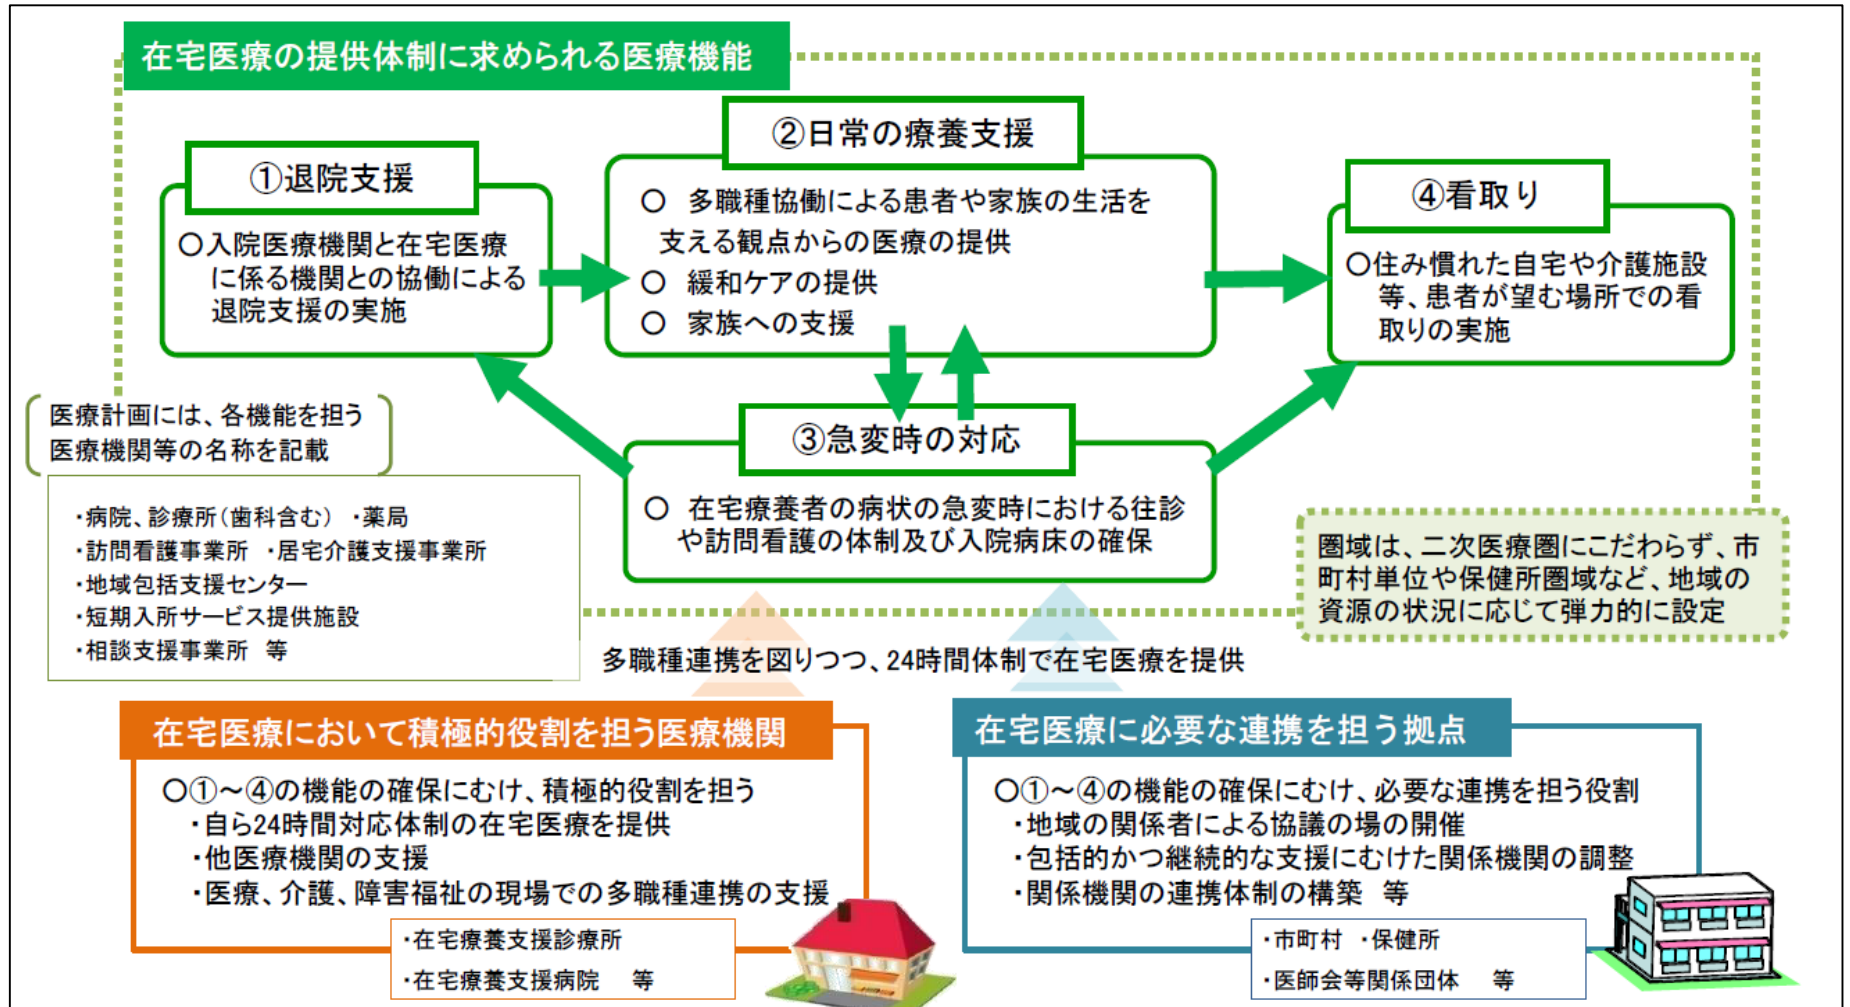 在宅医療の提供体制に求められる医療機能
①退院支援
○入院医療機関と在宅医療
に係る機関との協働による
退院支援の実施
②日常の療養支援
○ 多職種協働による患者や家族の生活を
支える観点からの医療の提供
○ 緩和ケアの提供
○ 家族への支援
④看取り
○住み慣れた自宅や介護施設
等、患者が望む場所での看
取りの実施
③急変時の対応
○ 在宅療養者の病状の急変時における往診
や訪問看護の体制及び入院病床の確保
医療計画には、各機能を担う
医療機関等の名称を記載
・病院、診療所(歯科含む) ・薬局
・訪問看護事業所 ・居宅介護支援事業所
・地域包括支援センター
・短期入所サービス提供施設
・相談支援事業所 等
圏域は、二次医療圏にこだわらず、市
町村単位や保健所圏域など、地域の
資源の状況に応じて弾力的に設定
多職種連携を図りつつ、24時間体制で在宅医療を提供
在宅医療において積極的役割を担う医療機関
○①~④の機能の確保にむけ、積極的役割を担う
・自ら24時間対応体制の在宅医療を提供
・他医療機関の支援
・医療、介護、障害福祉の現場での多職種連携の支援
・在宅療養支援診療所
・在宅療養支援病院 等
在宅医療に必要な連携を担う拠点
○①~④の機能の確保にむけ、必要な連携を担う役割
・地域の関係者による協議の場の開催
・包括的かつ継続的な支援にむけた関係機関の調整
・関係機関の連携体制の構築 等
・市町村 ・保健所
・医師会等関係団体 等